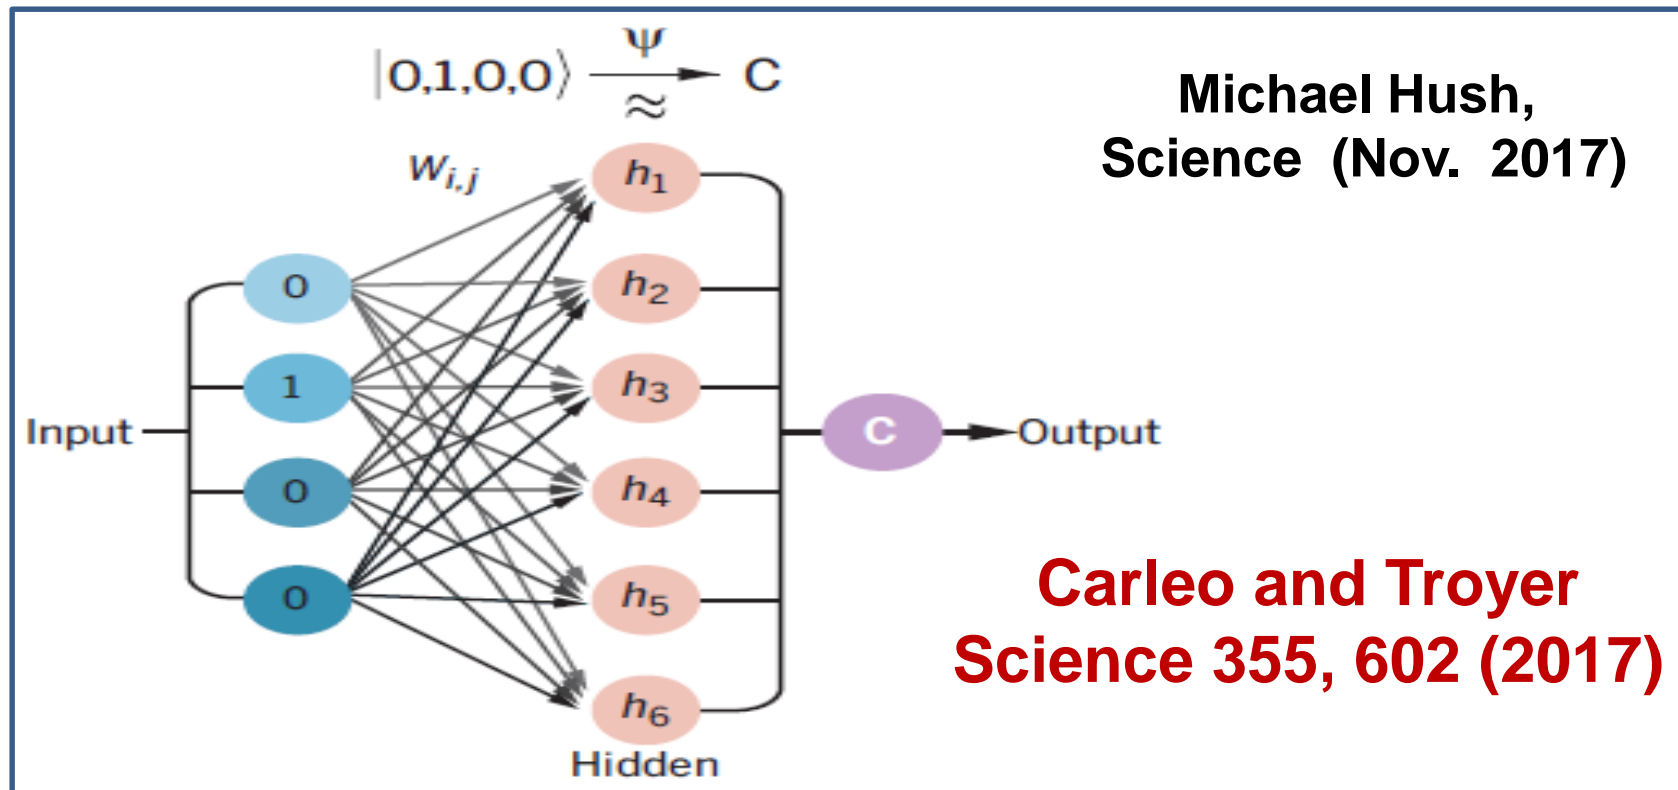 |0,1,0,0⟩ Ψ ≈ C
Michael Hush,
Science (Nov. 2017)
W_{i,j}
h₁
0
h₂
1
h₃
Input
C
Output
0
h₄
0
h₅
Carleo and Troyer
Science 355, 602 (2017)
h₆
Hidden